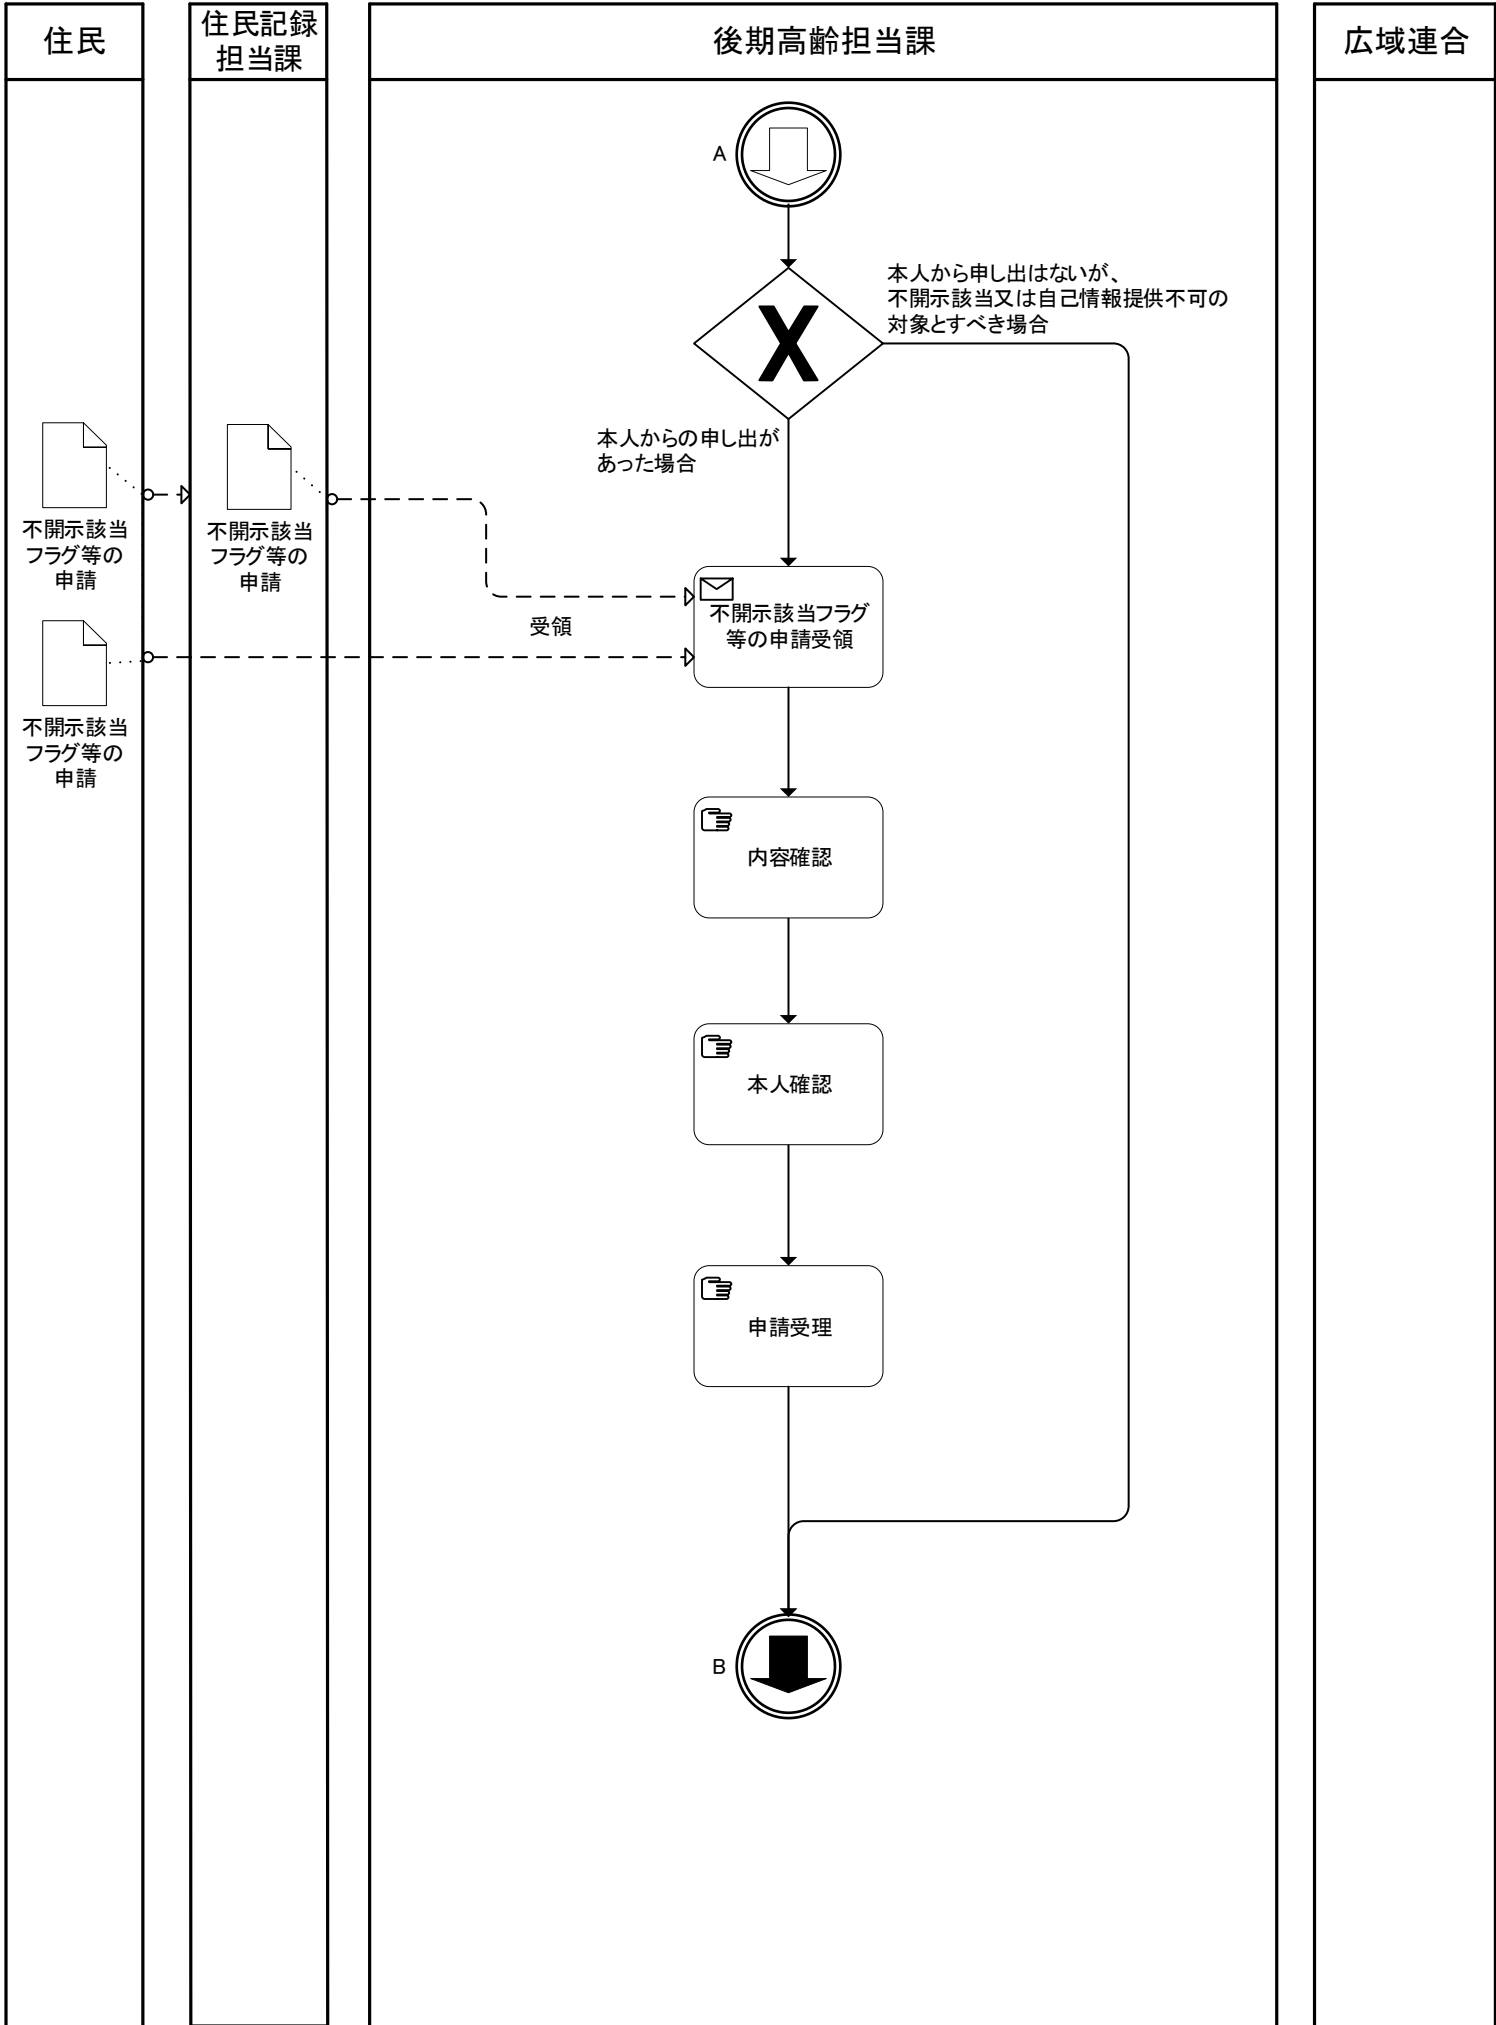 住民
住民記録
担当課
後期高齢担当課
広域連合
A
本人から申し出はないが、
不開示該当又は自己情報提供不可の
対象とすべき場合
本人からの申し出が
あった場合
不開示該当
フラグ等の
申請
不開示該当
フラグ等の
申請
受領
不開示該当フラグ
等の申請受領
不開示該当
フラグ等の
申請
内容確認
本人確認
申請受理
B